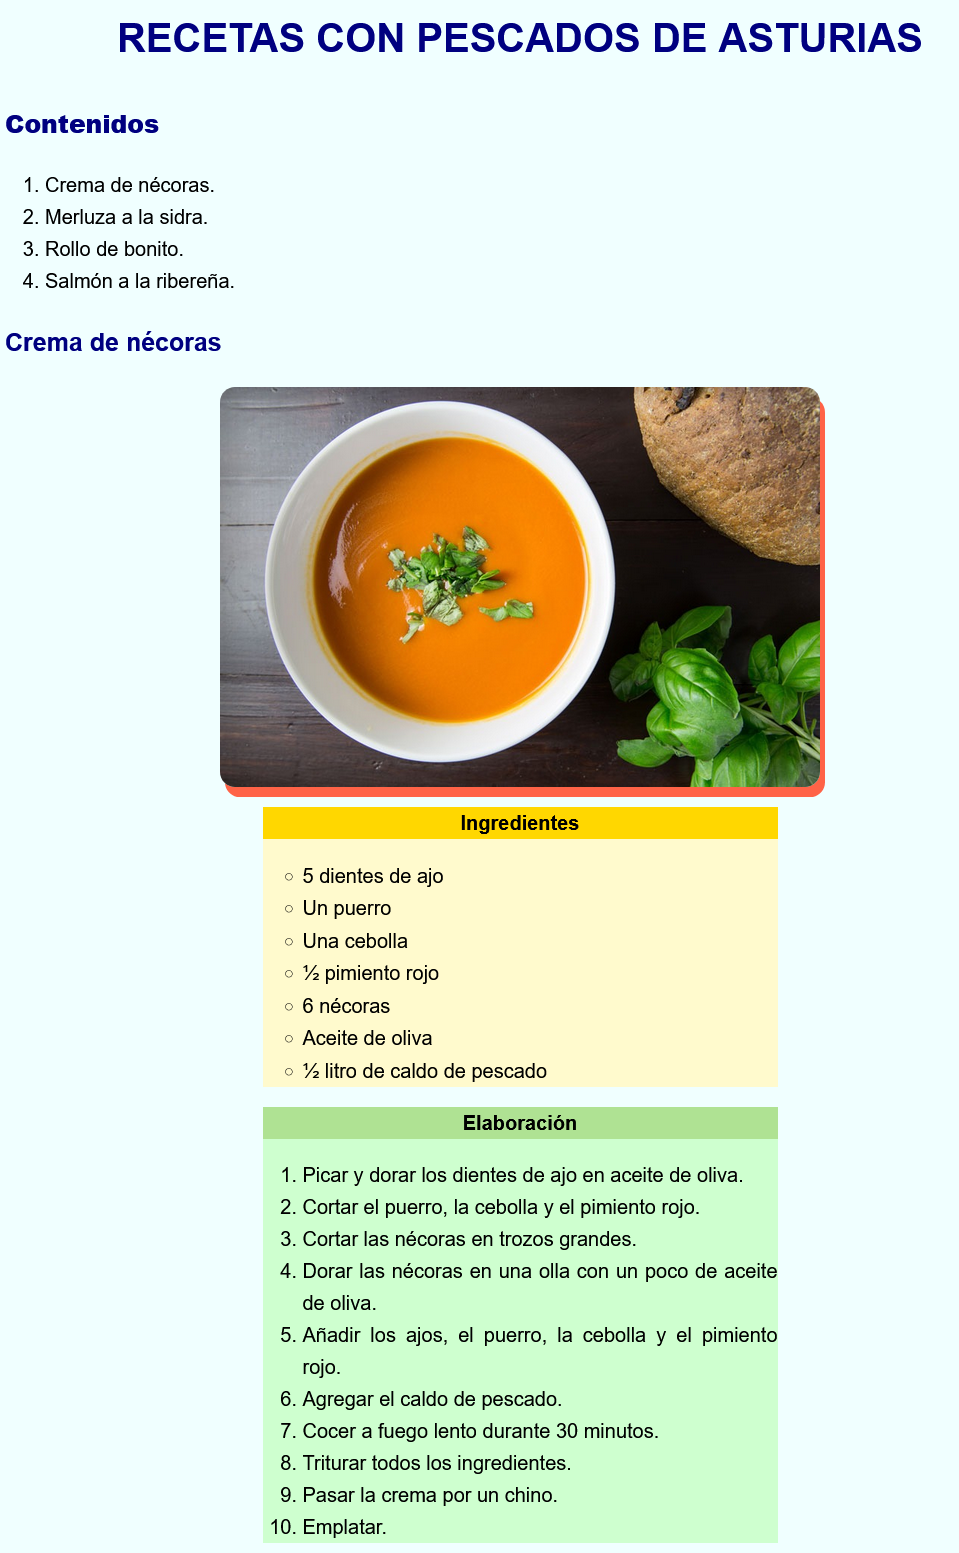 RECETAS CON PESCADOS DE ASTURIAS
Contenidos
1. Crema de nécoras.
2. Merluza a la sidra.
3. Rollo de bonito.
4. Salmón a la ribereña.
Crema de nécoras
Ingredientes
○ 5 dientes de ajo
○ Un puerro
○ Una cebolla
○ ½ pimiento rojo
○ 6 nécoras
○ Aceite de oliva
○ ½ litro de caldo de pescado
Elaboración
1. Picar y dorar los dientes de ajo en aceite de oliva.
2. Cortar el puerro, la cebolla y el pimiento rojo.
3. Cortar las nécoras en trozos grandes.
4. Dorar las nécoras en una olla con un poco de aceite
de oliva.
5. Añadir los ajos, el puerro, la cebolla y el pimiento
rojo.
6. Agregar el caldo de pescado.
7. Cocer a fuego lento durante 30 minutos.
8. Triturar todos los ingredientes.
9. Pasar la crema por un chino.
10. Emplatar.